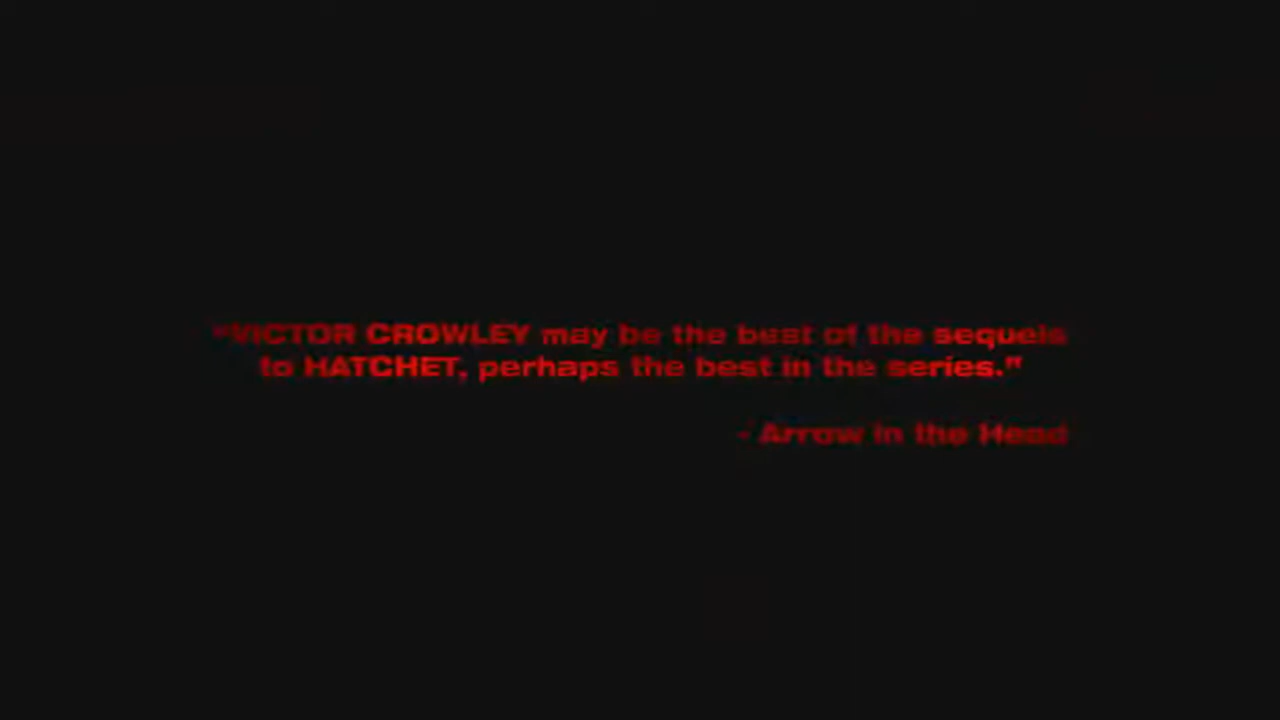 "VICTOR CROWLEY may be the best of the sequels
to HATCHET, perhaps the best in the series."
- Arrow in the Head